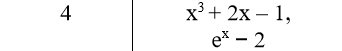 4 x³ + 2x – 1,
eˣ – 2